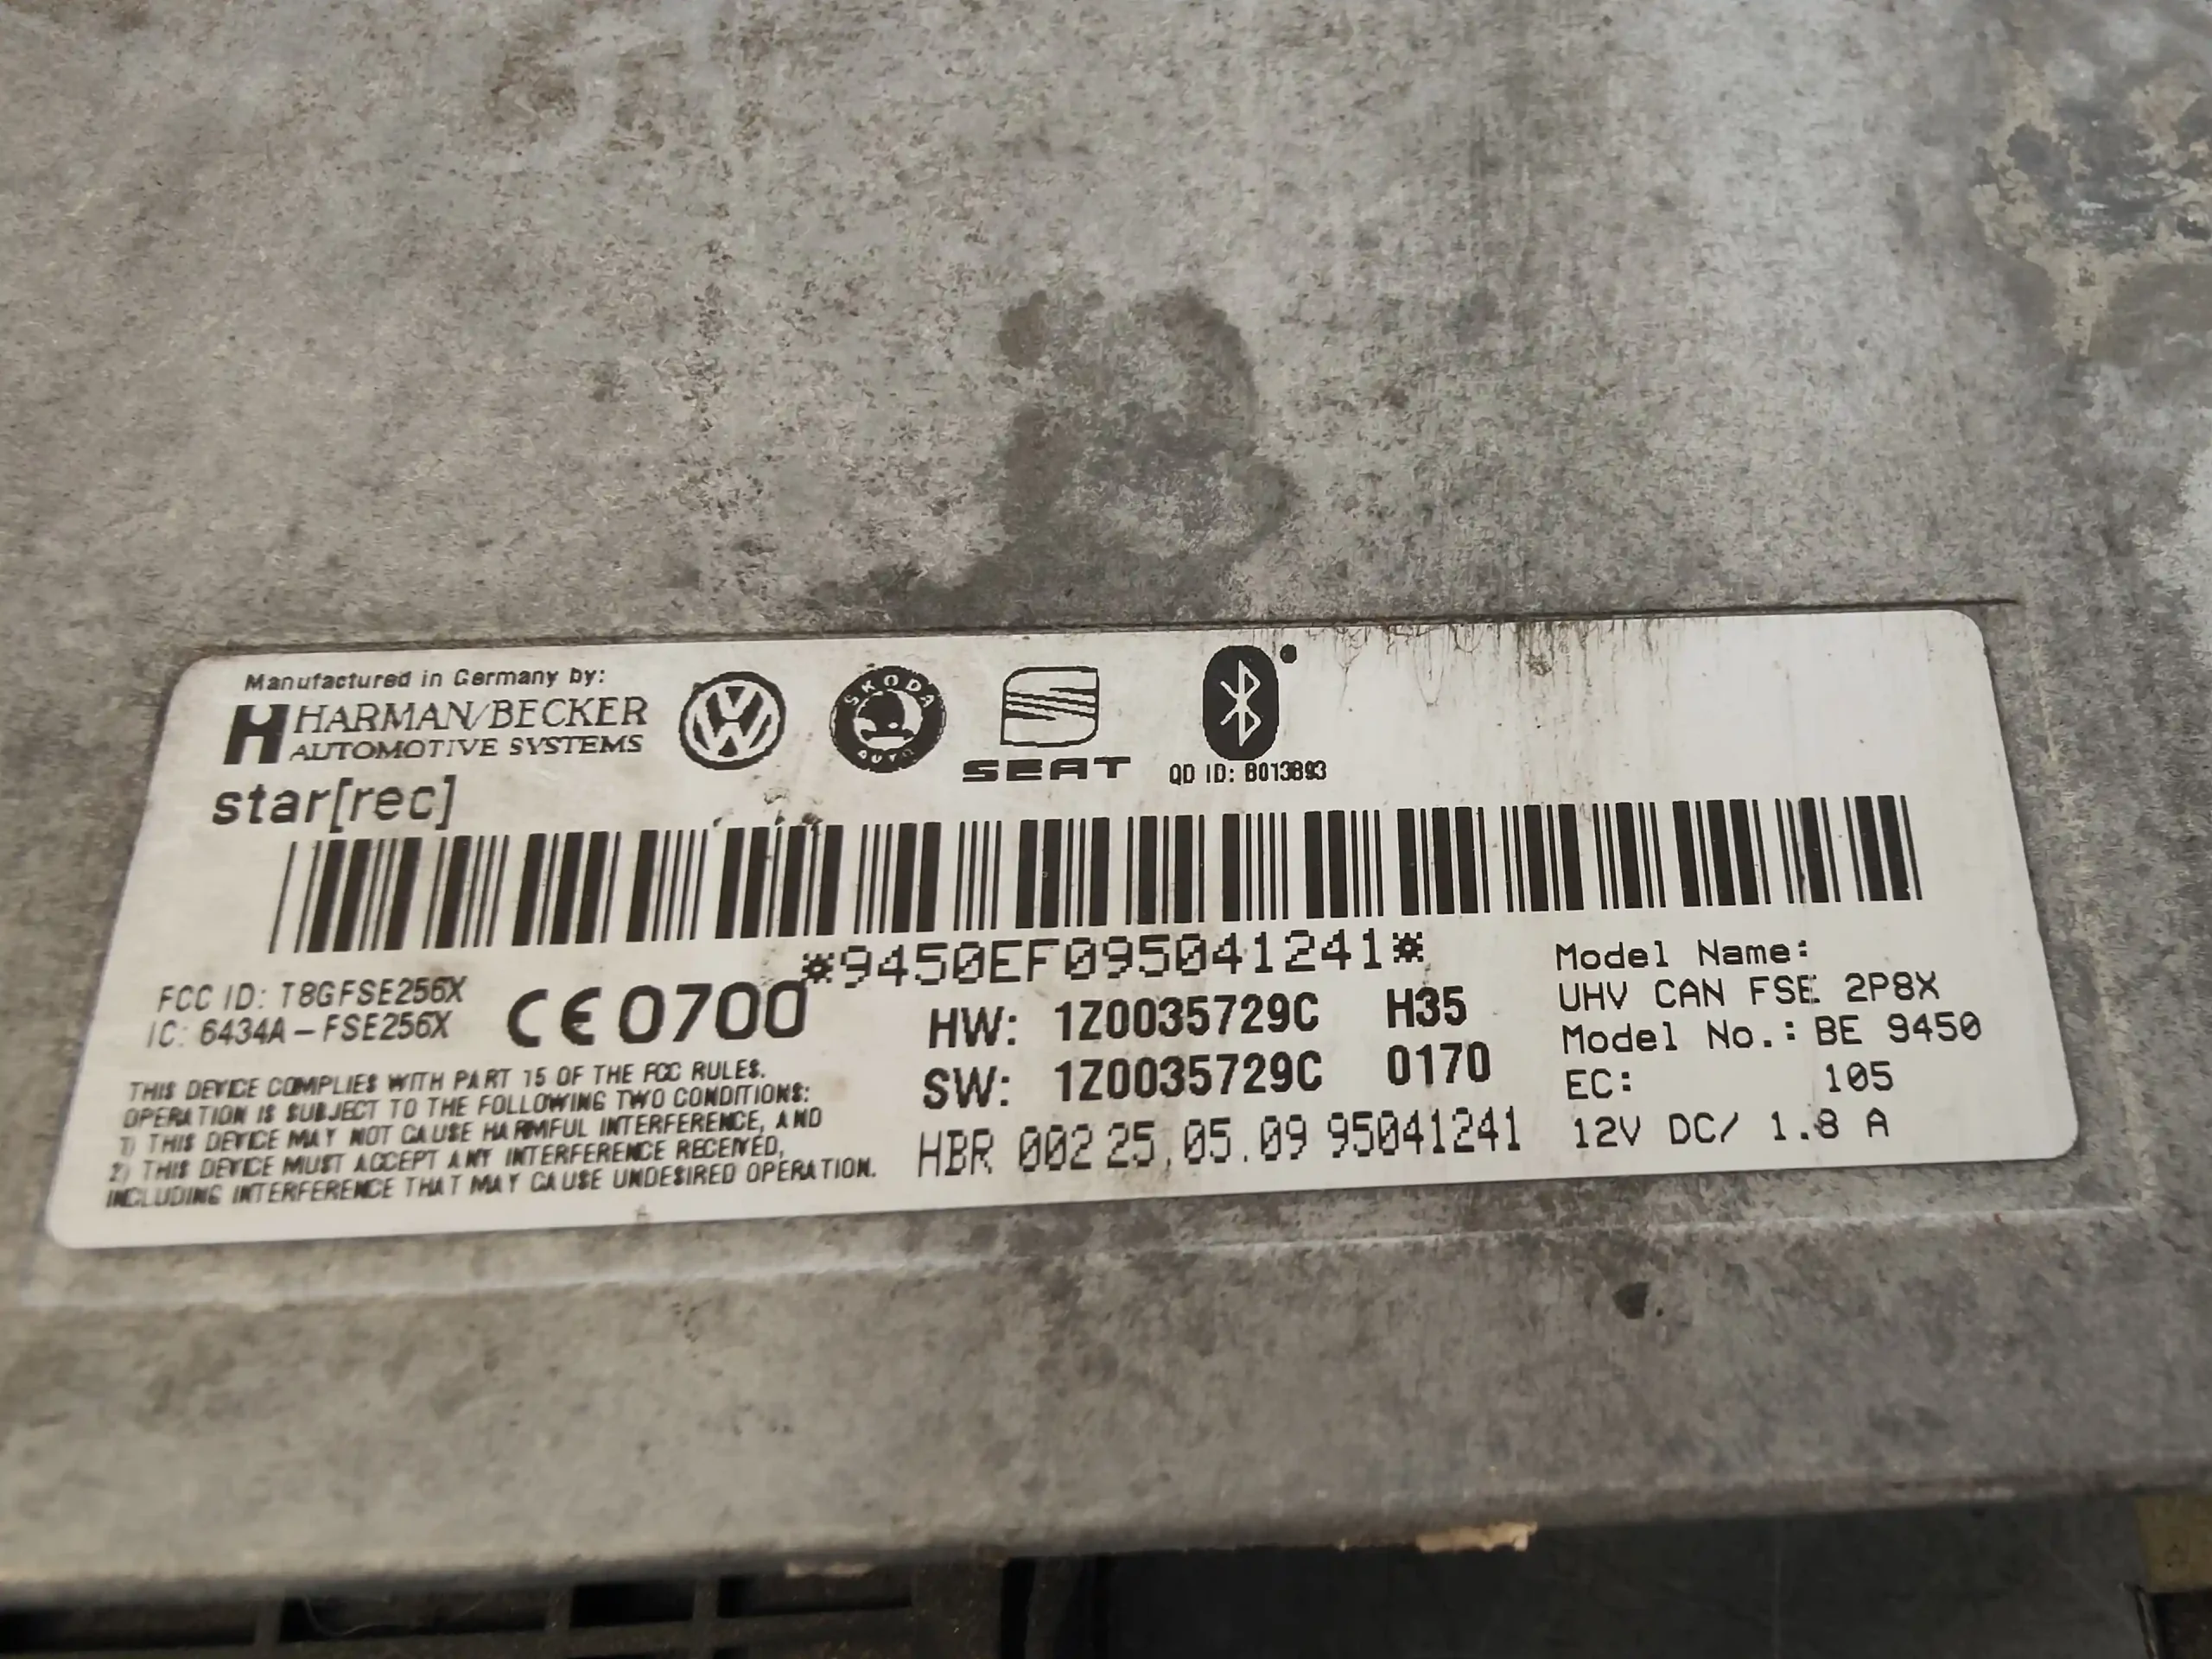 Manufactured in Germany by:
HARMAN/BECKER
AUTOMOTIVE SYSTEMS
star[rec]
ŠKODA
AUTO
SEAT
QD ID: B013893
*9450EF095041241*
FCC ID: T8GFSE256X
IC: 6434A-FSE256X
CE 0700
THIS DEVICE COMPLIES WITH PART 15 OF THE FCC RULES.
OPERATION IS SUBJECT TO THE FOLLOWING TWO CONDITIONS:
1) THIS DEVICE MAY NOT CAUSE HARMFUL INTERFERENCE, AND
2) THIS DEVICE MUST ACCEPT ANY INTERFERENCE RECEIVED,
INCLUDING INTERFERENCE THAT MAY CAUSE UNDESIRED OPERATION.
HW: 1Z0035729C H35
SW: 1Z0035729C 0170
HBR 002 25.05.09 95041241
Model Name:
UHV CAN FSE 2P8X
Model No.: BE 9450
EC: 105
12V DC/ 1.8 A